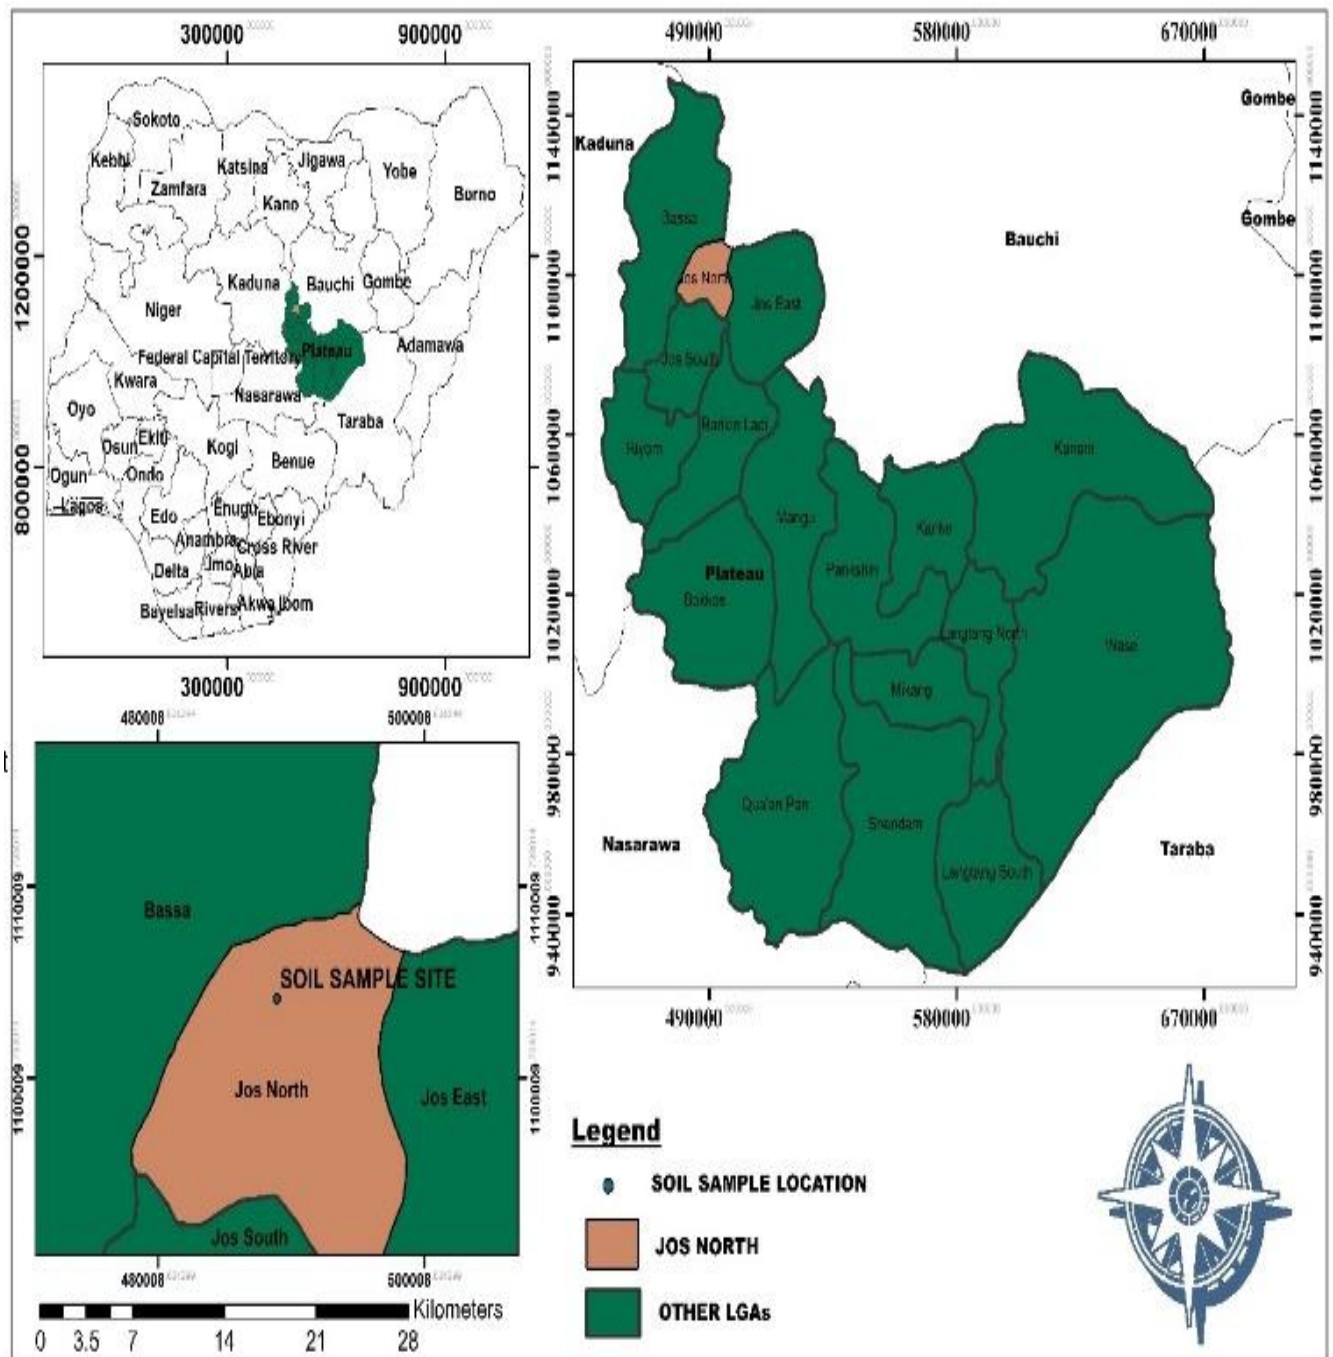 300000 900000
1200000
800000
Sokoto
Kebbi
Zamfara
Katsina
Jigawa
Kano
Yobe
Borno
Kaduna
Bauchi
Gombe
Niger
Plateau
Adamawa
Federal Capital Territory
Kwara
Nasarawa
Taraba
Oyo
Osun
Ekiti
Kogi
Benue
Ogun
Ondo
Lagos
Edo
Enugu
Ebonyi
Anambra
Cross River
Delta
Imo
Abia
Bayelsa
Rivers
Akwa Ibom
300000 900000
490000 580000 670000
1140000
1100000
1060000
1020000
980000
940000
Kaduna
Gombe
Gombe
Bauchi
Bassa
Jos North
Jos East
Jos South
Riyom
Kanam
Mangu
Kanke
Plateau
Bokkos
Langtang North
Wase
Mikang
Qua'an Pan
Shendam
Langtang South
Nasarawa
Taraba
1140000
1100000
1060000
1020000
980000
940000
490000 580000 670000
480008 500008
1110009
1100009
Bassa
SOIL SAMPLE SITE
Jos North
Jos East
Jos South
1110009
1100009
480008 500008
Kilometers
0 3.5 7 14 21 28
Legend
SOIL SAMPLE LOCATION
JOS NORTH
OTHER LGAs